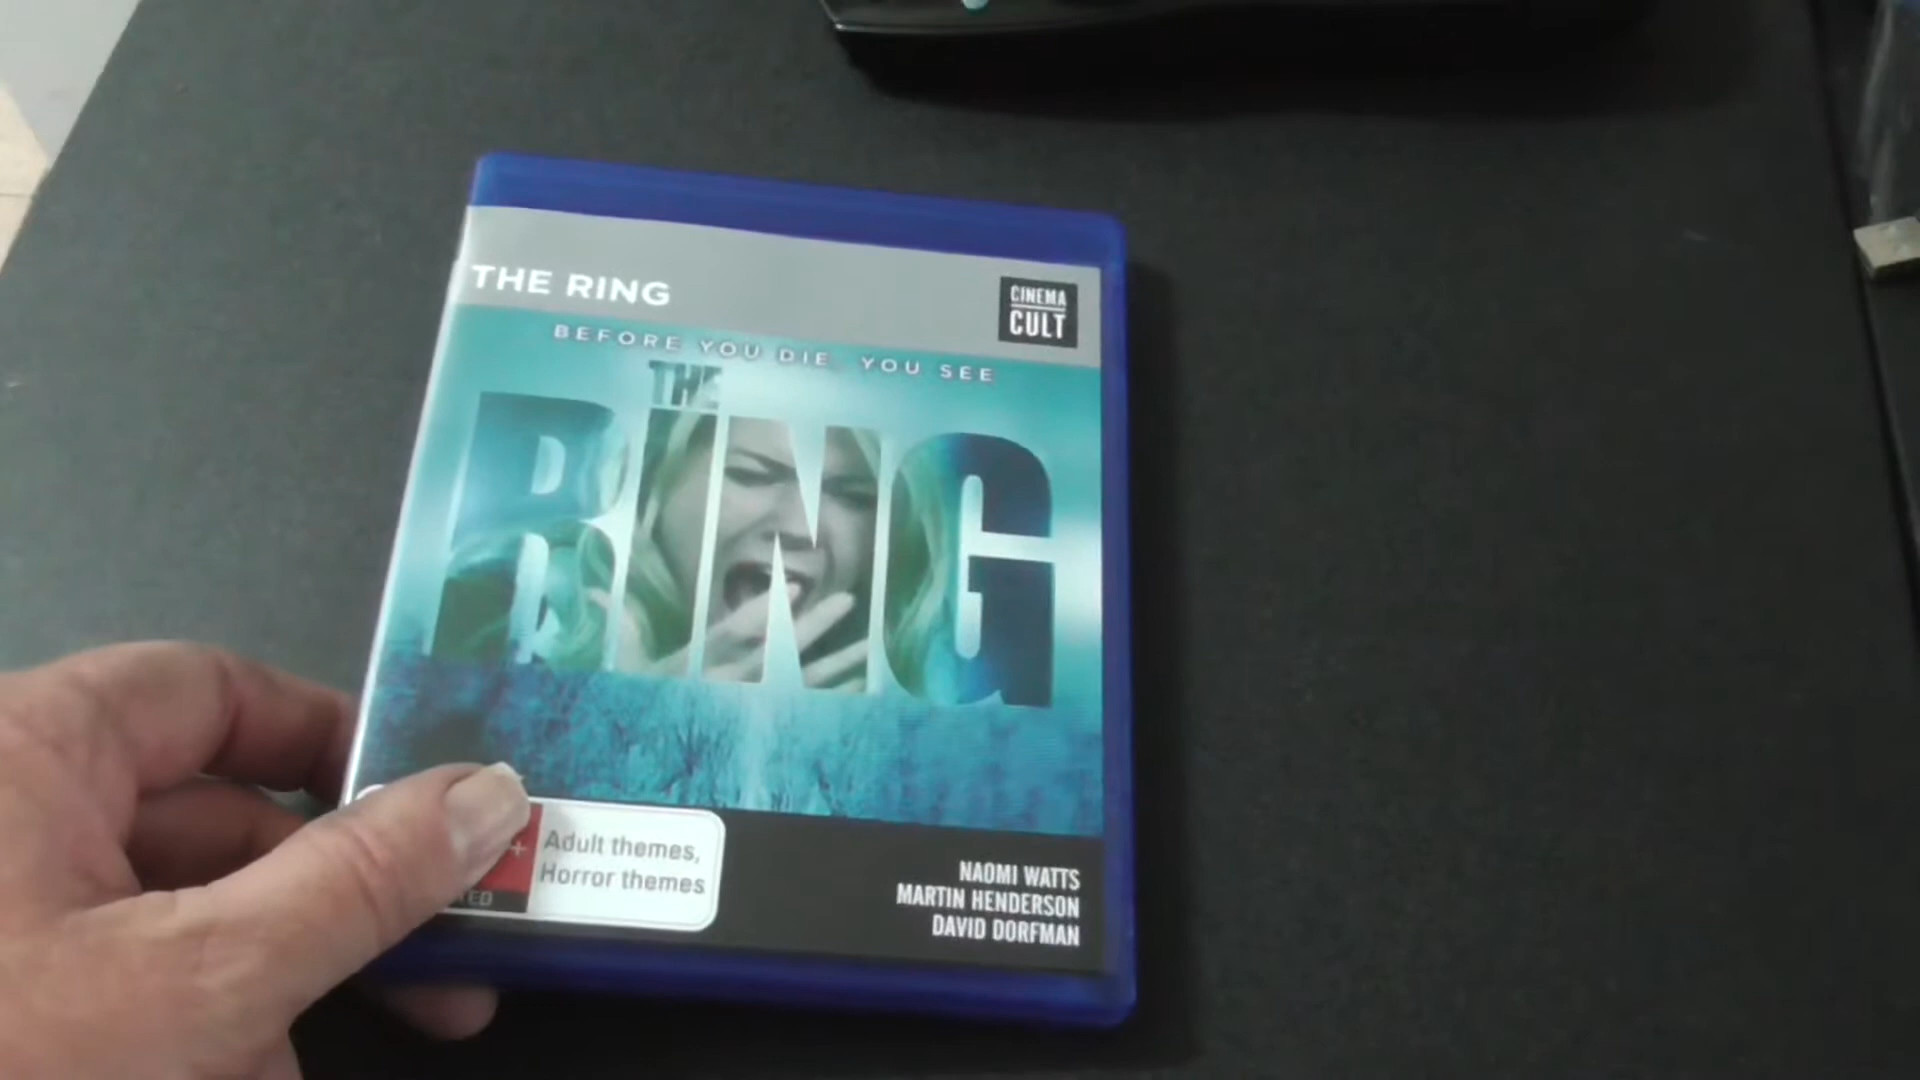 THE RING
CINEMA
CULT
BEFORE YOU DIE, YOU SEE
THE
RING
+
Adult themes,
Horror themes
NAOMI WATTS
MARTIN HENDERSON
DAVID DORFMAN